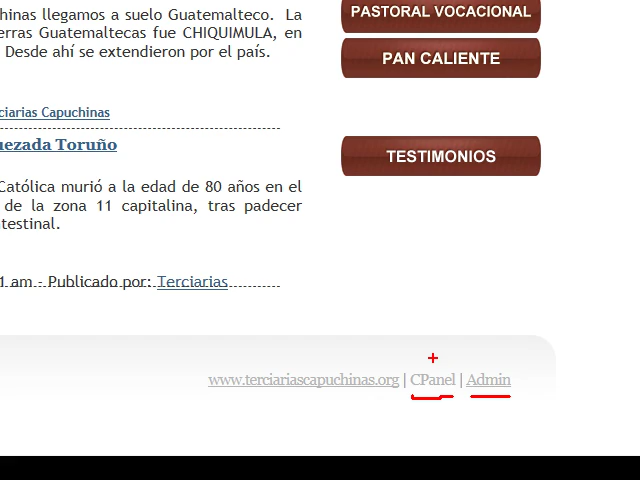 hinas llegamos a suelo Guatemalteco. La
erras Guatemaltecas fue CHIQUIMULA, en
Desde ahí se extendieron por el país.
PASTORAL VOCACIONAL
PAN CALIENTE
ciarias Capuchinas
uezada Toruño
TESTIMONIOS
Católica murió a la edad de 80 años en el
de la zona 11 capitalina, tras padecer
testinal.
1 am - Publicado por: Terciarias
www.terciariascapuchinas.org | CPanel | Admin